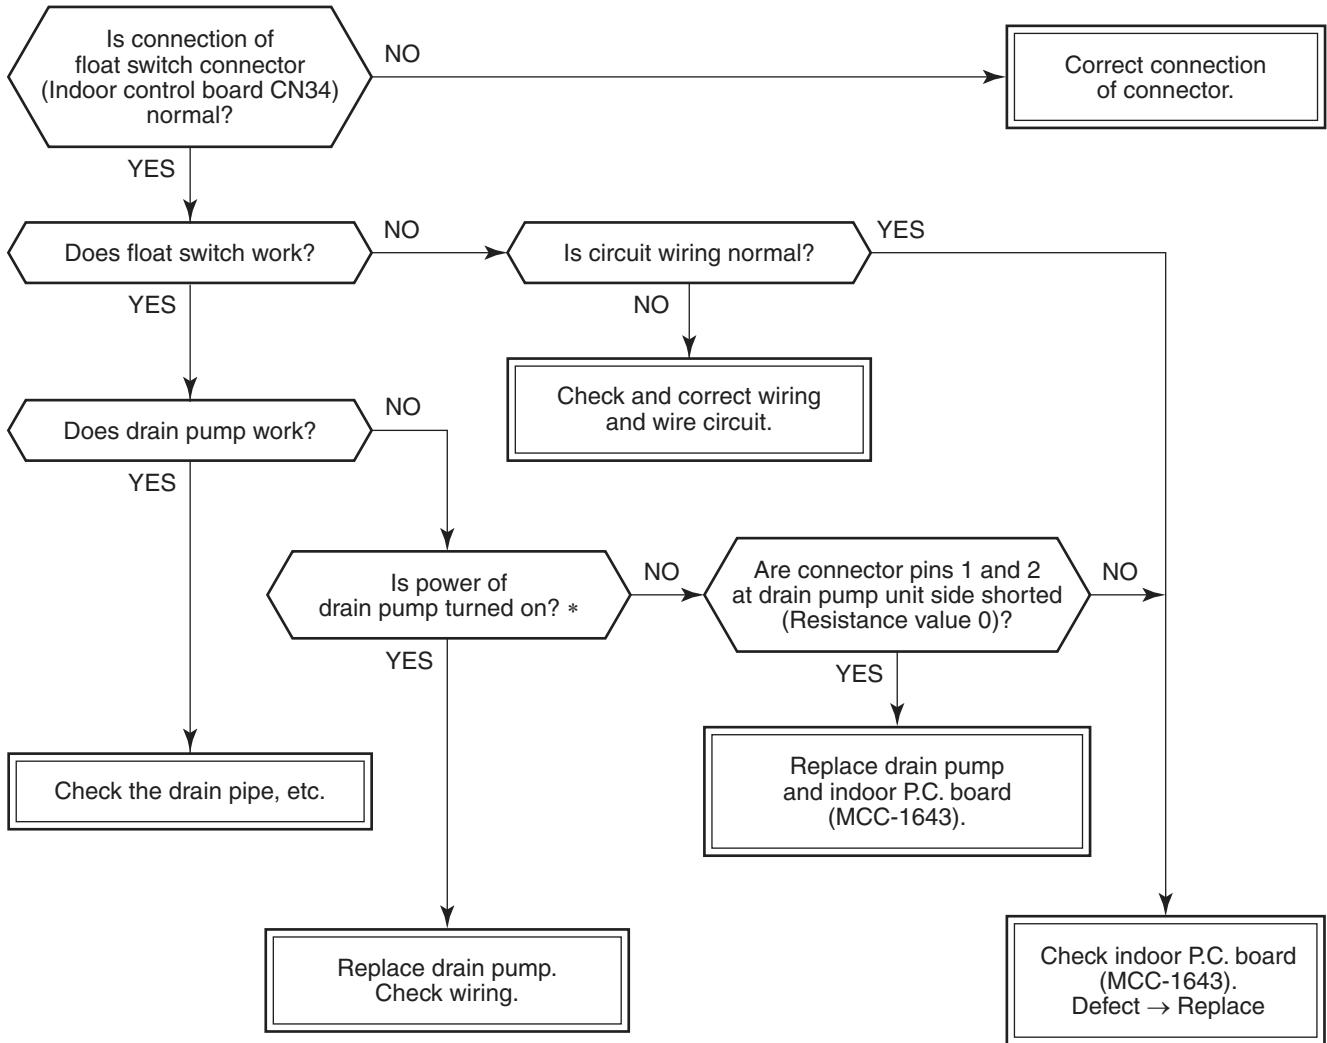 Is connection of
float switch connector
(Indoor control board CN34)
normal?
NO
Correct connection
of connector.
YES
Does float switch work?
NO
Is circuit wiring normal?
YES
YES
NO
Check and correct wiring
and wire circuit.
Does drain pump work?
NO
YES
Is power of
drain pump turned on? *
NO
Are connector pins 1 and 2
at drain pump unit side shorted
(Resistance value 0)?
NO
YES
YES
Check the drain pipe, etc.
Replace drain pump
and indoor P.C. board
(MCC-1643).
Replace drain pump.
Check wiring.
Check indoor P.C. board
(MCC-1643).
Defect → Replace